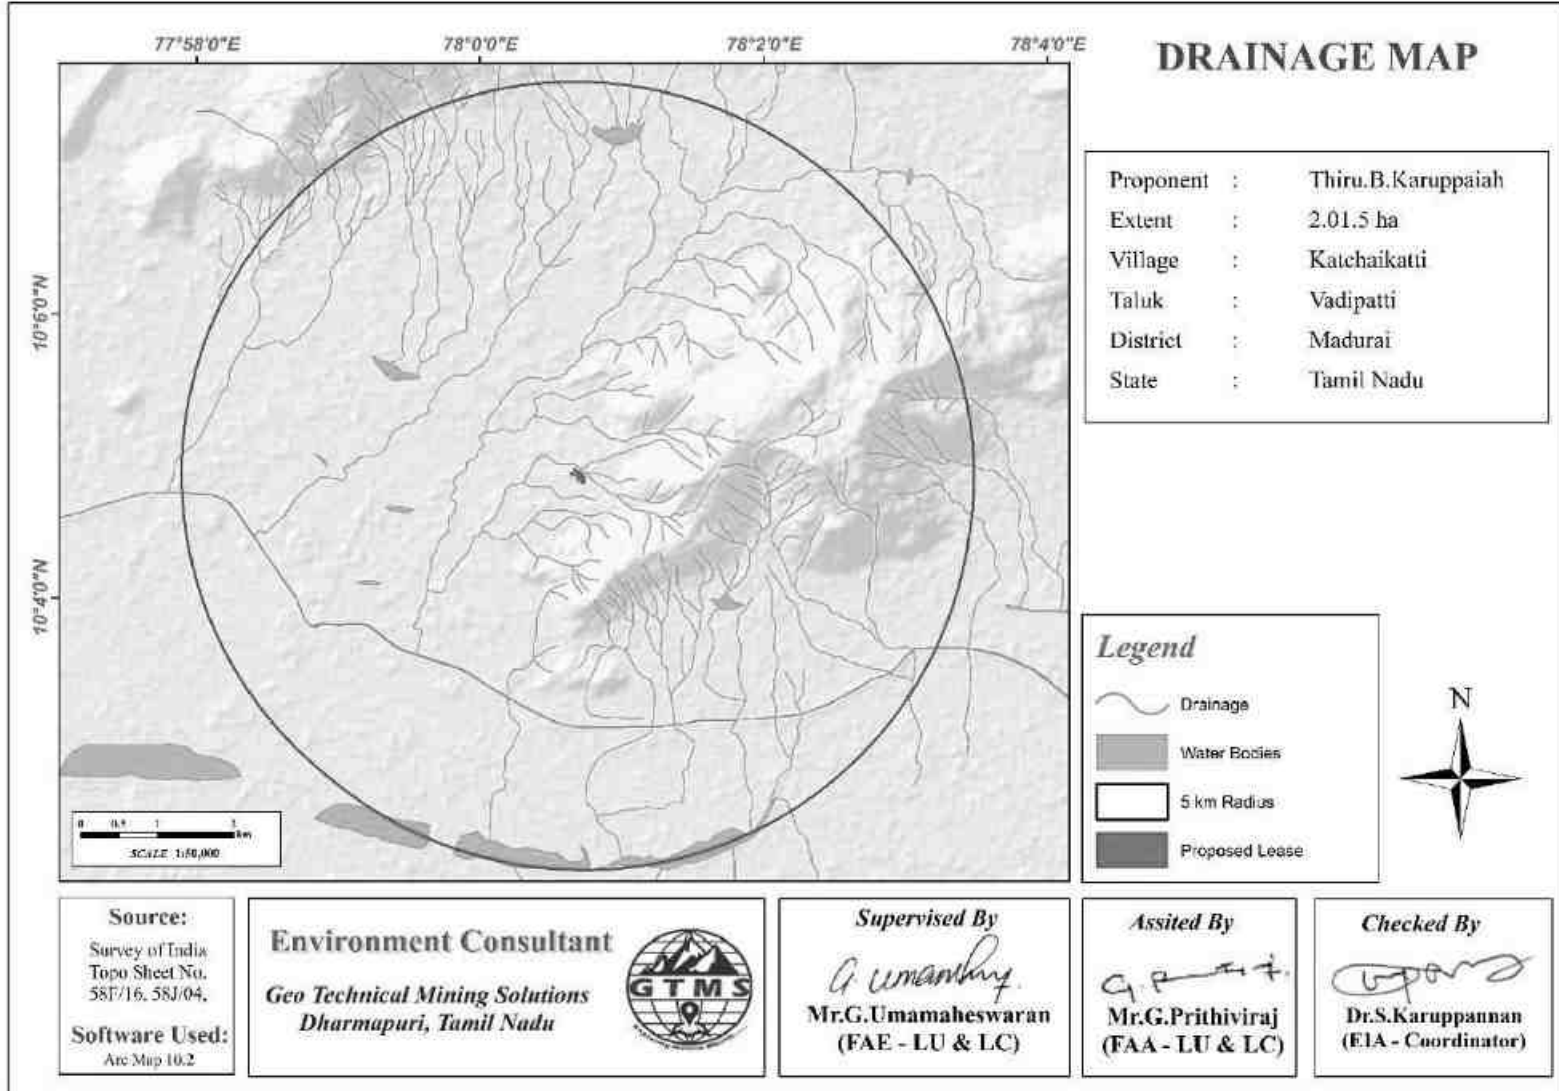 77°58'0"E 78°0'0"E 78°2'0"E 78°4'0"E
10°6'0"N
10°4'0"N
DRAINAGE MAP
Proponent : Thiru.B.Karuppaiah
Extent : 2.01.5 ha
Village : Katchaikatti
Taluk : Vadipatti
District : Madurai
State : Tamil Nadu
Legend
Drainage
Water Bodies
5 km Radius
Proposed Lease
N
0 0.5 1
km
SCALE 1:50,000
Source:
Survey of India
Topo Sheet No.
58F/16, 58J/04,
Software Used:
Arc Map 10.2
Environment Consultant
Geo Technical Mining Solutions
Dharmapuri, Tamil Nadu
GTMS
Supervised By
Mr.G.Umamaheswaran
(FAE - LU & LC)
Assited By
Mr.G.Prithiviraj
(FAA - LU & LC)
Checked By
Dr.S.Karuppannan
(EIA - Coordinator)